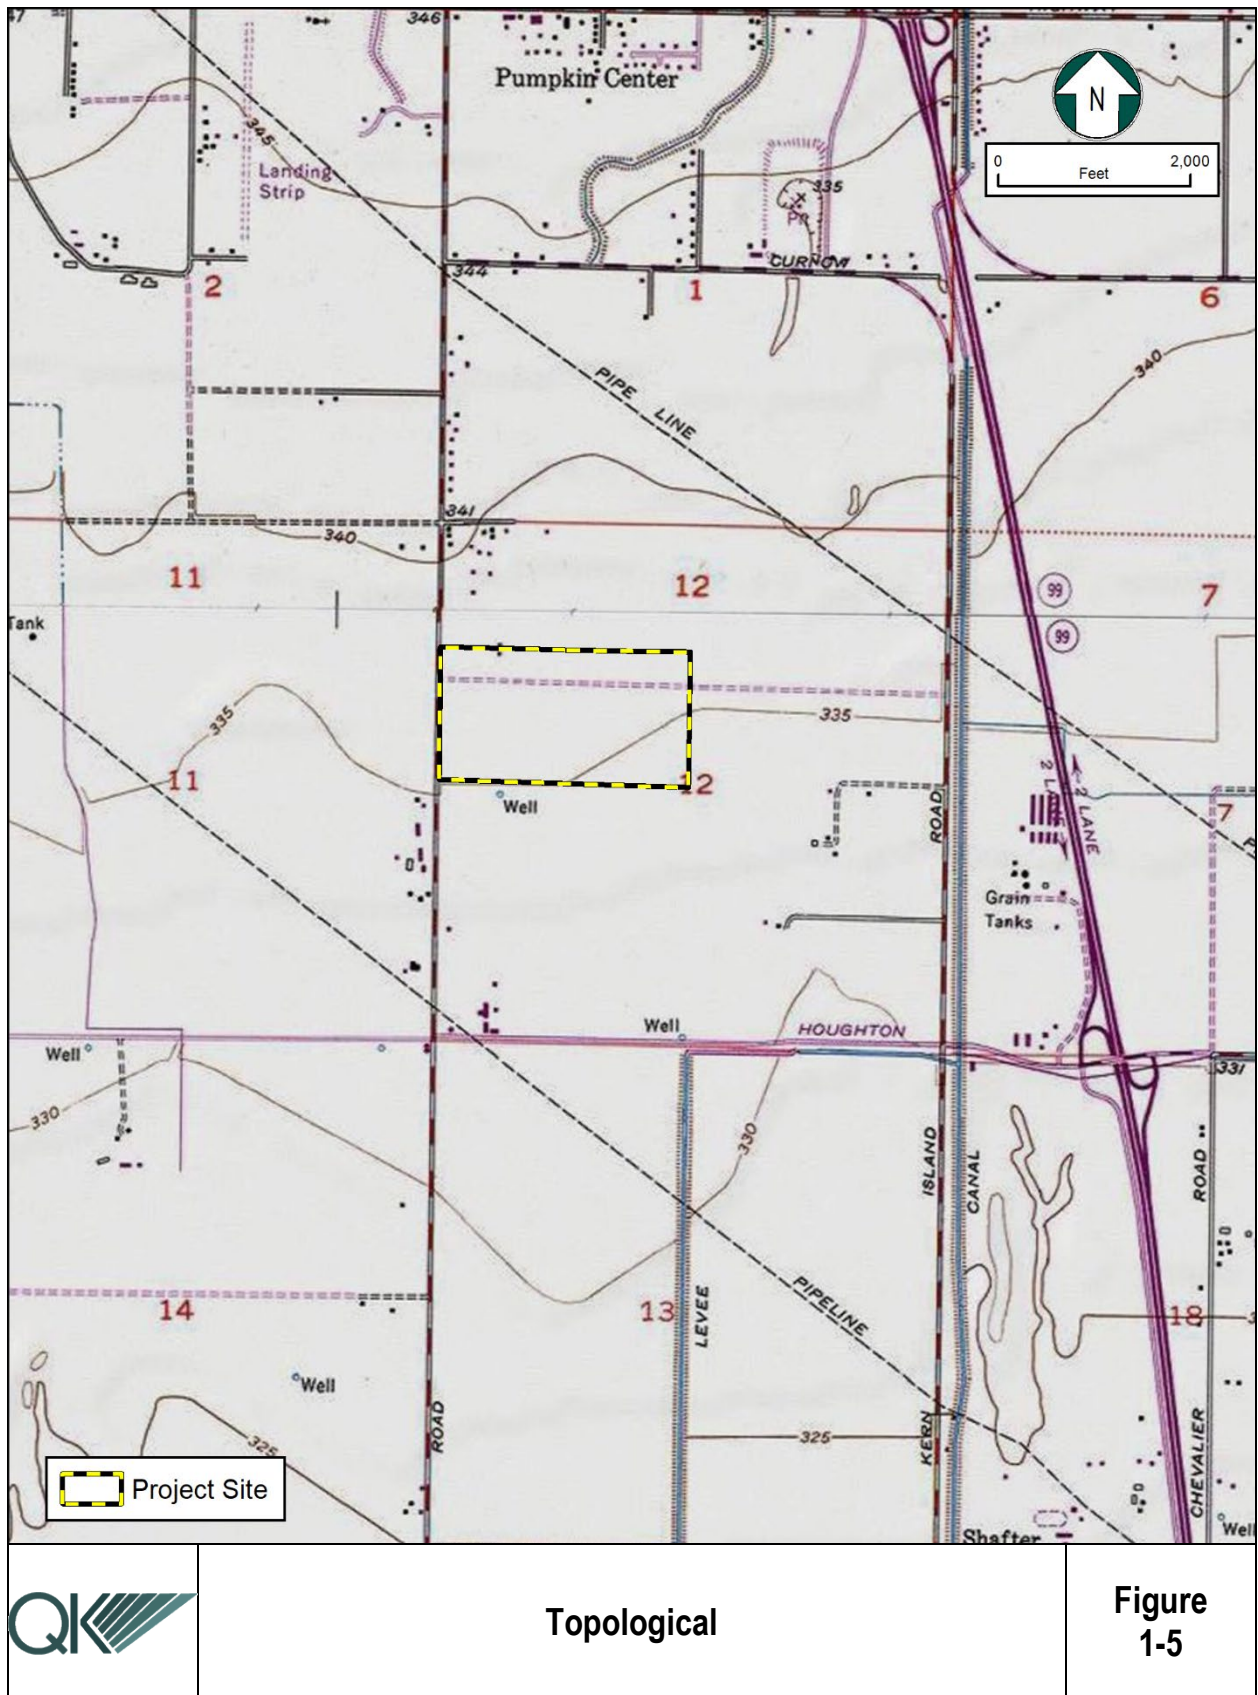 47
346
Pumpkin Center
N
0 2,000
Feet
345
Landing
Strip
335
344
CURNOW
2
1
6
340
PIPE LINE
341
340
11
12
7
99
99
Tank
335
335
11
12
Well
ROAD
2 LANE
2 LANE
7
Grain
Tanks
Well
HOUGHTON
Well
331
330
330
ISLAND
CANAL
ROAD
14
13
LEVEE
PIPELINE
18
Well
ROAD
325
325
KERN
CHEVALIER
Well
Shafter
Project Site
QK
Topological
Figure
1-5